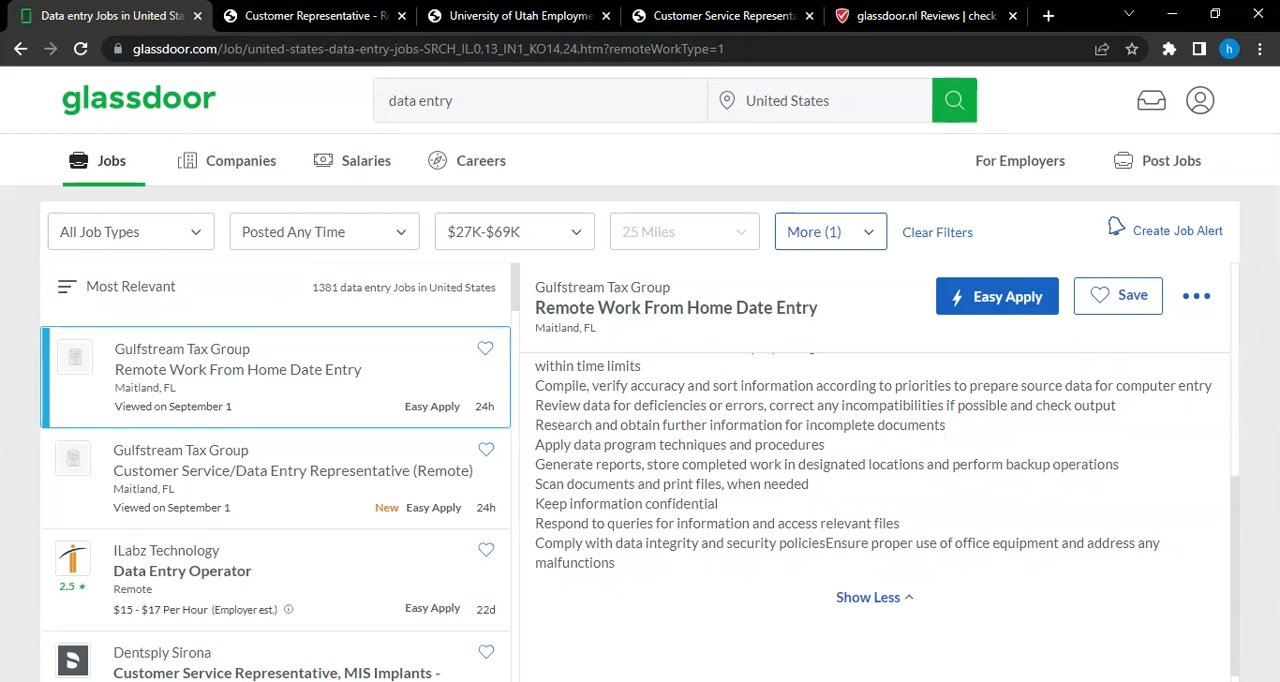 Data entry Jobs in United Sta
Customer Representative - R
University of Utah Employme
Customer Service Representa
glassdoor.nl Reviews | check
glassdoor.com/Job/united-states-data-entry-jobs-SRCH_IL.0,13_IN1_KO14,24.htm?remoteWorkType=1
h
glassdoor
data entry
United States
Jobs
Companies
Salaries
Careers
For Employers
Post Jobs
All Job Types
Posted Any Time
$27K-$69K
25 Miles
More (1)
Clear Filters
Create Job Alert
Most Relevant
1381 data entry Jobs in United States
Gulfstream Tax Group
Remote Work From Home Date Entry
Maitland, FL
Viewed on September 1
Easy Apply 24h
Gulfstream Tax Group
Customer Service/Data Entry Representative (Remote)
Maitland, FL
Viewed on September 1
New Easy Apply 24h
ILabz Technology
Data Entry Operator
2.5 ★
Remote
$15 - $17 Per Hour (Employer est.)
Easy Apply 22d
Dentsply Sirona
Customer Service Representative, MIS Implants -
Gulfstream Tax Group
Remote Work From Home Date Entry
Maitland, FL
Easy Apply
Save
within time limits
Compile, verify accuracy and sort information according to priorities to prepare source data for computer entry
Review data for deficiencies or errors, correct any incompatibilities if possible and check output
Research and obtain further information for incomplete documents
Apply data program techniques and procedures
Generate reports, store completed work in designated locations and perform backup operations
Scan documents and print files, when needed
Keep information confidential
Respond to queries for information and access relevant files
Comply with data integrity and security policiesEnsure proper use of office equipment and address any
malfunctions
Show Less